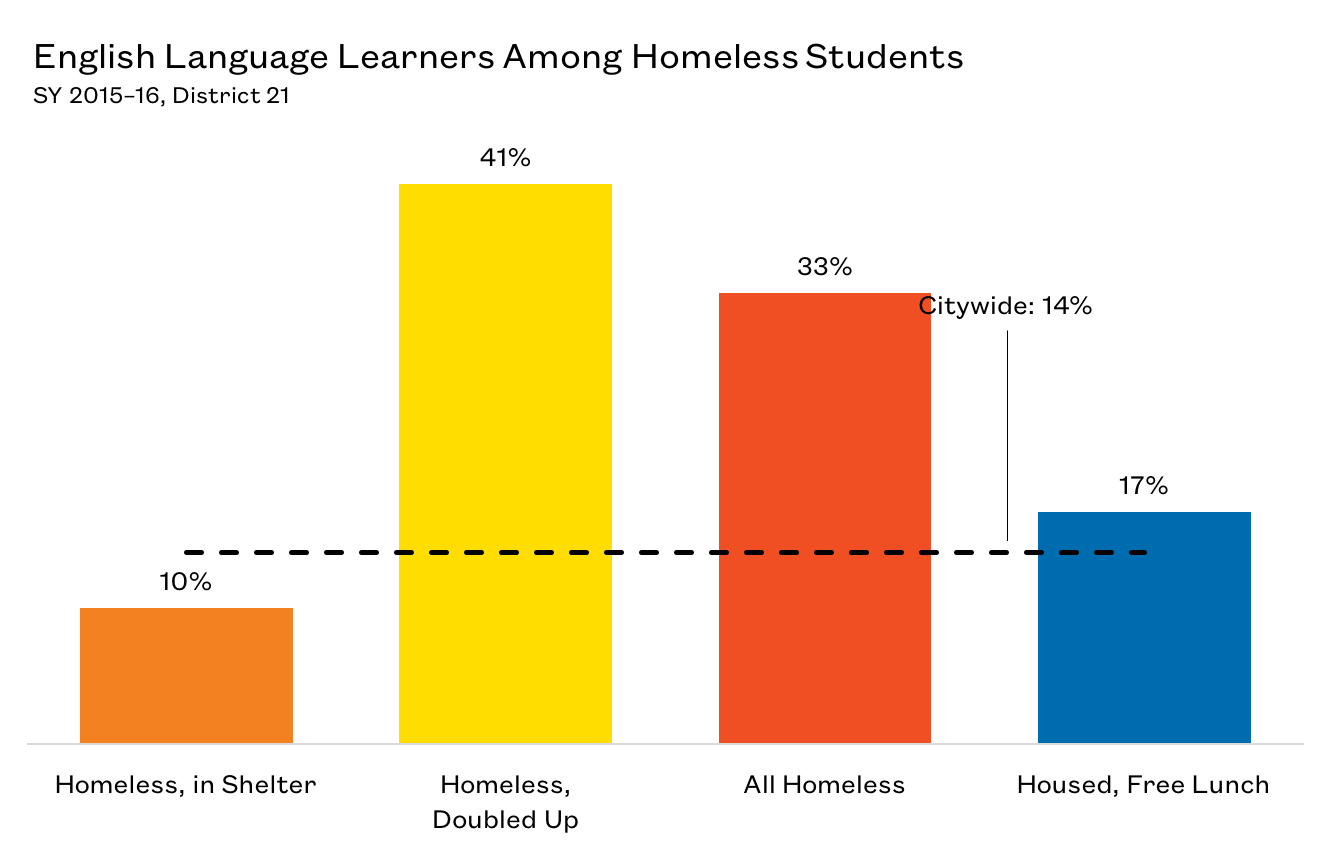 English Language Learners Among Homeless Students
SY 2015–16, District 21
41%
33%
Citywide: 14%
17%
10%
Homeless, in Shelter
Homeless,
Doubled Up
All Homeless
Housed, Free Lunch